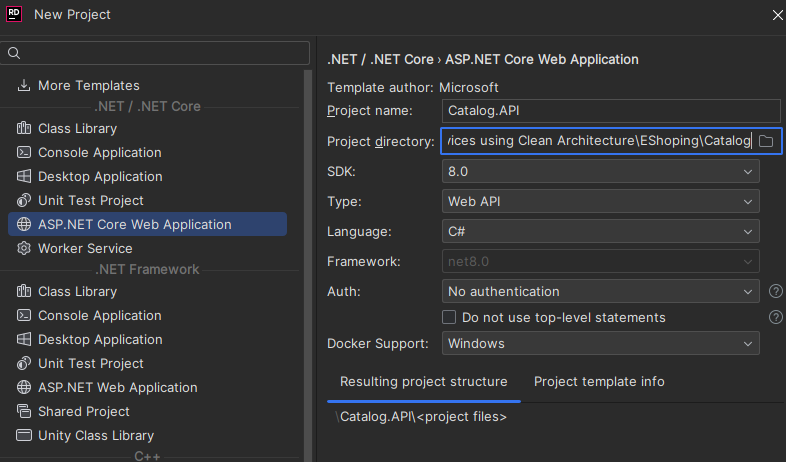 RD New Project
More Templates
.NET / .NET Core
Class Library
Console Application
Desktop Application
Unit Test Project
ASP.NET Core Web Application
Worker Service
.NET Framework
Class Library
Console Application
Desktop Application
Unit Test Project
ASP.NET Web Application
Shared Project
Unity Class Library
C++
.NET / .NET Core › ASP.NET Core Web Application
Template author: Microsoft
Project name: Catalog.API
Project directory: vices using Clean Architecture\EShoping\Catalog
SDK: 8.0
Type: Web API
Language: C#
Framework: net8.0
Auth: No authentication ?
Do not use top-level statements ?
Docker Support: Windows
Resulting project structure Project template info
\Catalog.API\<project files>